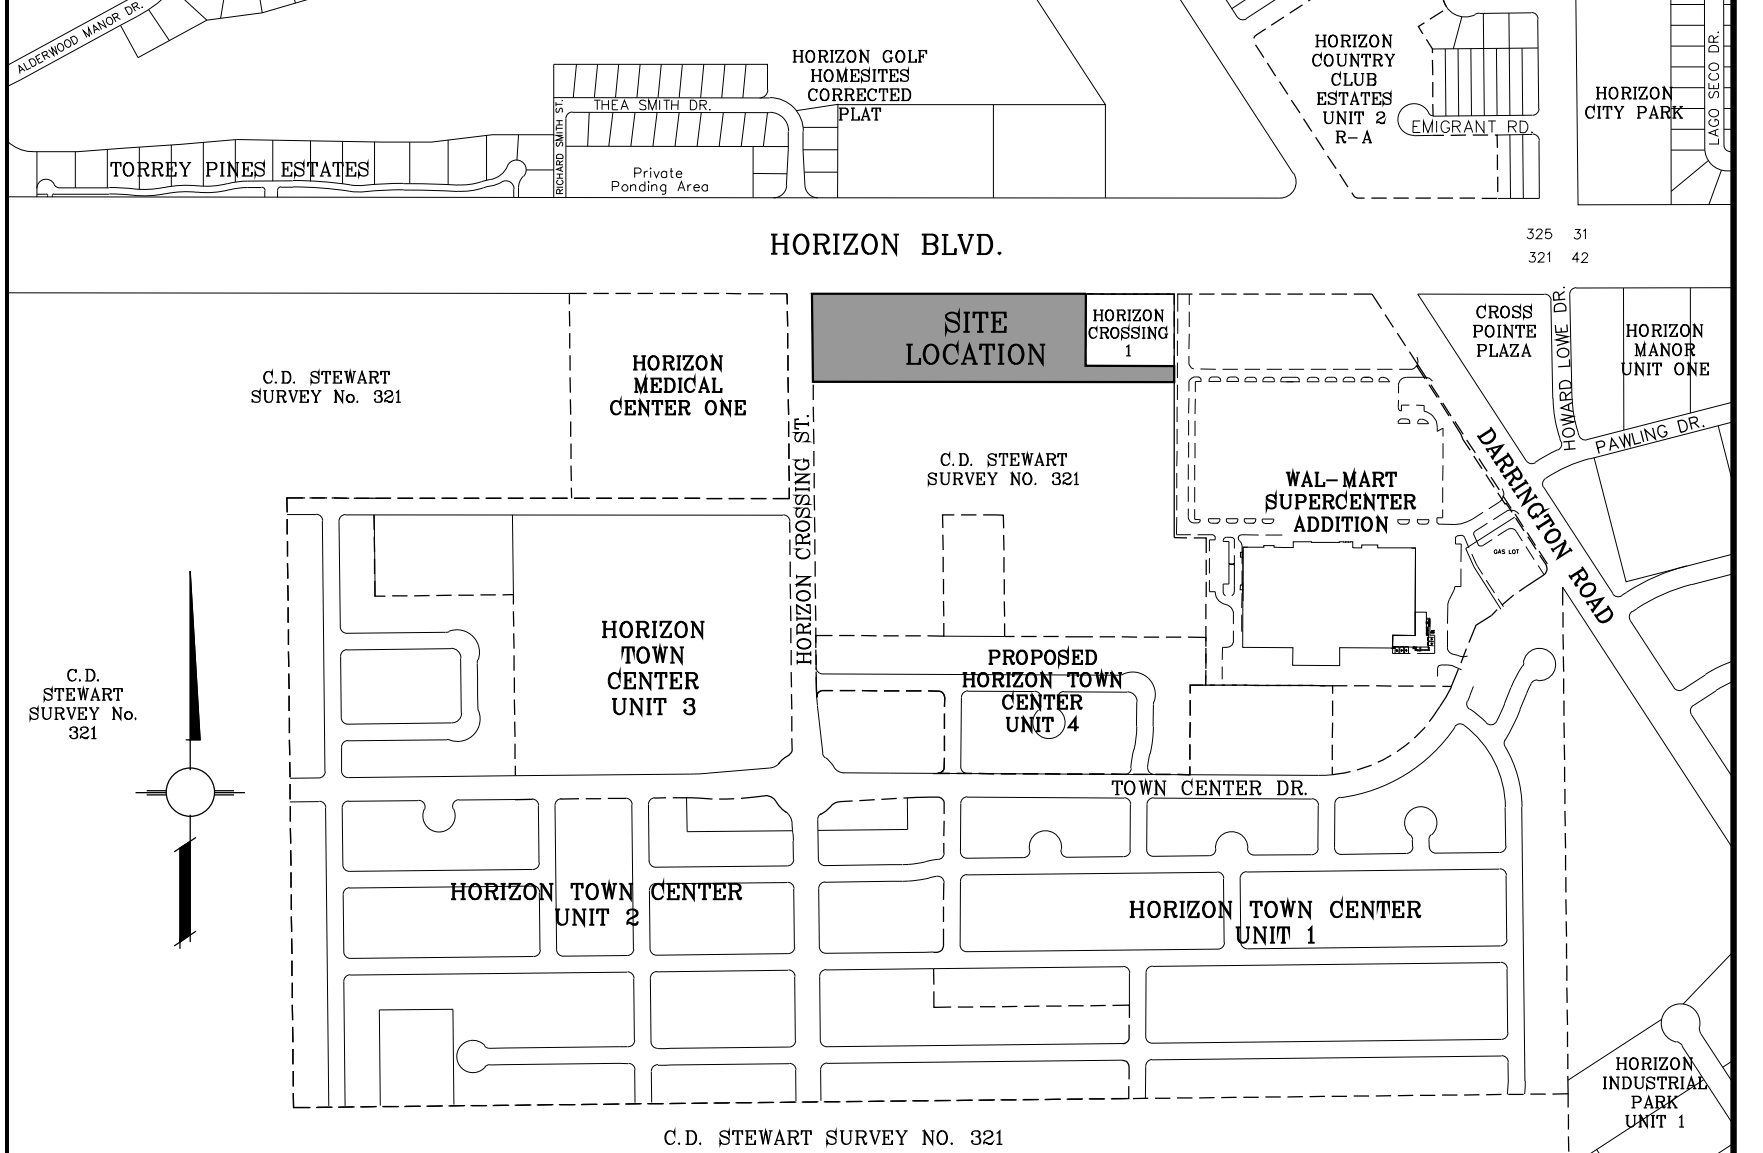 ALDERWOOD MANOR DR.
HORIZON GOLF
HOMESITES
CORRECTED
PLAT
THEA SMITH DR.
RICHARD SMITH ST.
TORREY PINES ESTATES
Private
Ponding Area
HORIZON
COUNTRY
CLUB
ESTATES
UNIT 2
R-A
EMIGRANT RD.
HORIZON
CITY PARK
LAGO SECO DR.
HORIZON BLVD.
325 31
321 42
SITE
LOCATION
HORIZON
CROSSING
1
CROSS
POINTE
PLAZA
HOWARD LOWE DR.
HORIZON
MANOR
UNIT ONE
PAWLING DR.
C.D. STEWART
SURVEY No. 321
HORIZON
MEDICAL
CENTER ONE
HORIZON CROSSING ST.
C.D. STEWART
SURVEY NO. 321
WAL-MART
SUPERCENTER
ADDITION
DARRINGTON ROAD
GAS LOT
C.D.
STEWART
SURVEY No.
321
HORIZON
TOWN
CENTER
UNIT 3
PROPOSED
HORIZON TOWN
CENTER
UNIT 4
TOWN CENTER DR.
HORIZON TOWN CENTER
UNIT 2
HORIZON TOWN CENTER
UNIT 1
HORIZON
INDUSTRIAL
PARK
UNIT 1
C.D. STEWART SURVEY NO. 321